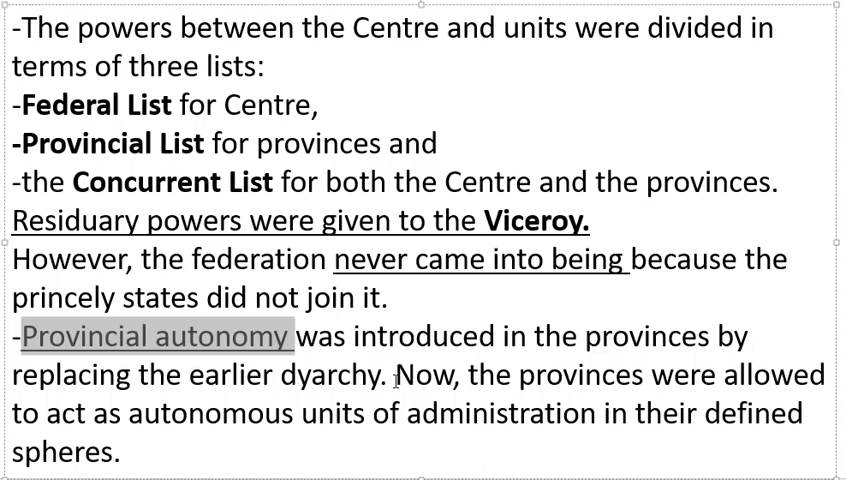 -The powers between the Centre and units were divided in
terms of three lists:
-Federal List for Centre,
-Provincial List for provinces and
-the Concurrent List for both the Centre and the provinces.
Residuary powers were given to the Viceroy.
However, the federation never came into being because the
princely states did not join it.
-Provincial autonomy was introduced in the provinces by
replacing the earlier dyarchy. Now, the provinces were allowed
to act as autonomous units of administration in their defined
spheres.